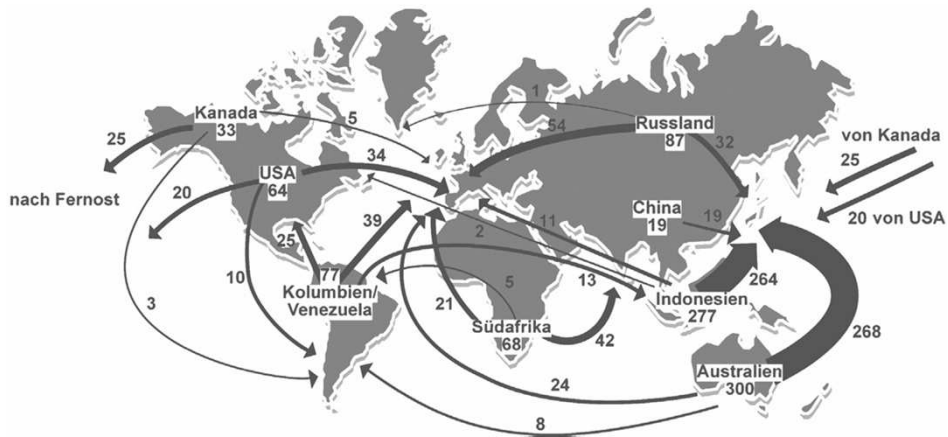 1
Kanada
33
5
54
Russland
87
32
25
von Kanada
25
34
USA
64
20
nach Fernost
China
19
19
20 von USA
39
2
11
25
10
77
Kolumbien/
Venezuela
5
13
264
3
21
Indonesien
277
Südafrika
68
42
268
Australien
300
24
8